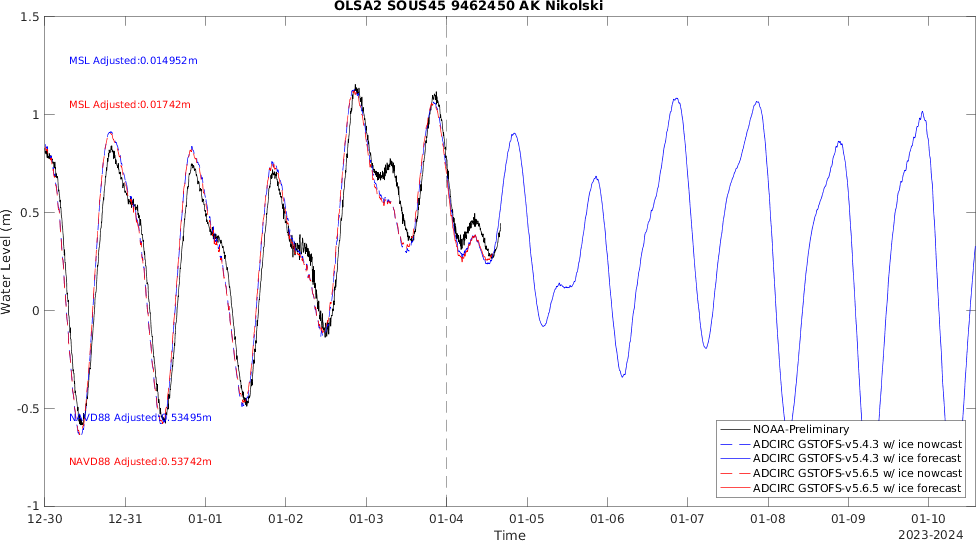 OLSA2 SOUS45 9462450 AK Nikolski
1.5
1
0.5
0
-0.5
-1
Water Level (m)
MSL Adjusted:0.014952m
MSL Adjusted:0.01742m
NAVD88 Adjusted:0.53495m
NAVD88 Adjusted:0.53742m
NOAA-Preliminary
ADCIRC GSTOFS-v5.4.3 w/ ice nowcast
ADCIRC GSTOFS-v5.4.3 w/ ice forecast
ADCIRC GSTOFS-v5.6.5 w/ ice nowcast
ADCIRC GSTOFS-v5.6.5 w/ ice forecast
12-30 12-31 01-01 01-02 01-03 01-04 01-05 01-06 01-07 01-08 01-09 01-10
Time
2023-2024